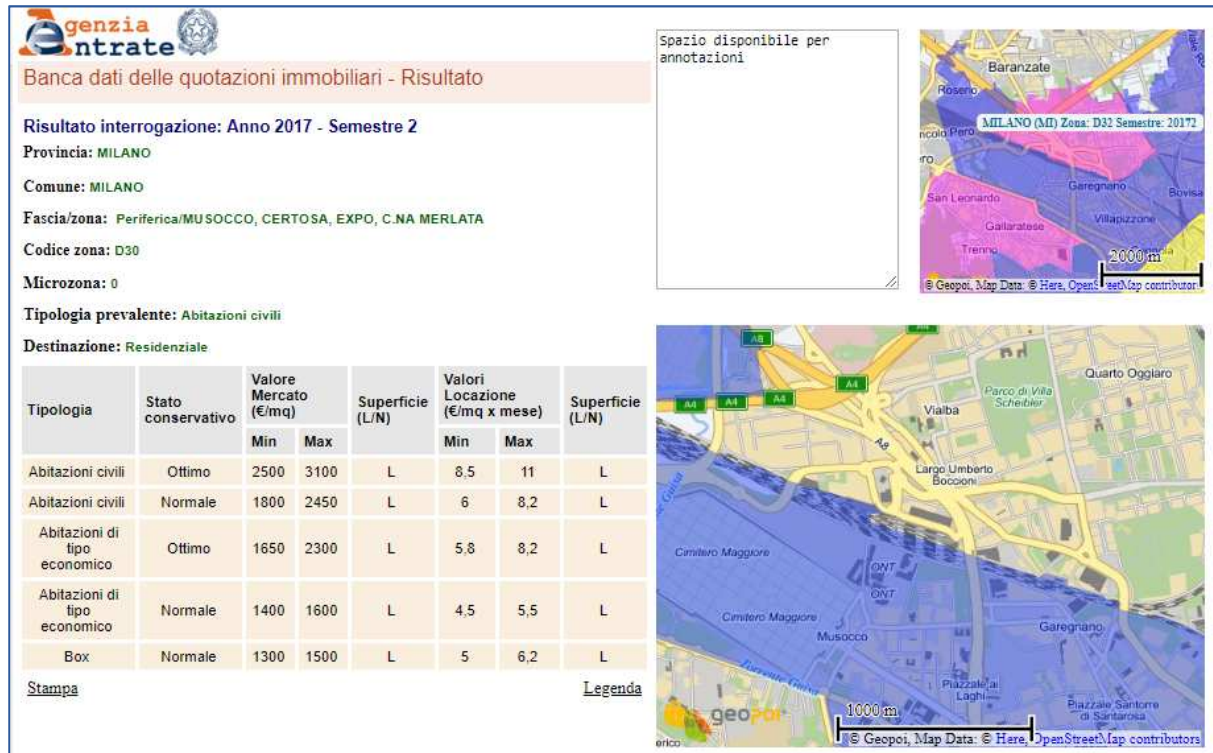 genzia
ntrate
Banca dati delle quotazioni immobiliari - Risultato
Risultato interrogazione: Anno 2017 - Semestre 2
Provincia: MILANO
Comune: MILANO
Fascia/zona: Periferica/MUSOCCO, CERTOSA, EXPO, C.NA MERLATA
Codice zona: D30
Microzona: 0
Tipologia prevalente: Abitazioni civili
Destinazione: Residenziale
Tipologia Stato conservativo Valore Mercato (€/mq) Superficie (L/N) Valori Locazione (€/mq x mese) Superficie (L/N)
Min Max Min Max
Abitazioni civili Ottimo 2500 3100 L 8,5 11 L
Abitazioni civili Normale 1800 2450 L 6 8,2 L
Abitazioni di tipo economico Ottimo 1650 2300 L 5,8 8,2 L
Abitazioni di tipo economico Normale 1400 1600 L 4,5 5,5 L
Box Normale 1300 1500 L 5 6,2 L
Stampa Legenda
Spazio disponibile per
annotazioni
Baranzate
Roserio
MILANO (MI) Zona: D32 Semestre: 20172
Garegnano
Bovisa
San Leonardo
Villapizzone
Gallaratese
Trenno
2000 m
© Geopoi, Map Data: © Here, OpenStreetMap contributors
A8
A4
A4 A4 A4
Quarto Oggiaro
Parco di Villa
Scheibler
Vialba
A8
Largo Umberto
Boccioni
Cimitero Maggiore
ONT
ONT
Cimitero Maggiore
Garegnano
Musocco
Piazzale ai
Laghi
Piazzale Santorre
di Santarosa
1000 m
geopoi
© Geopoi, Map Data: © Here, OpenStreetMap contributors